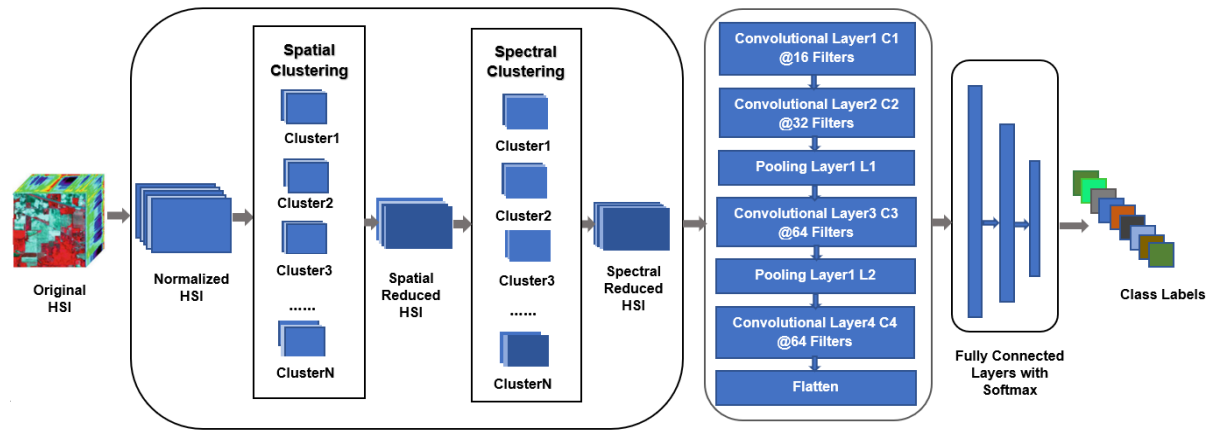 Original
HSI
Normalized
HSI
Spatial
Clustering
Cluster1
Cluster2
Cluster3
......
ClusterN
Spatial
Reduced
HSI
Spectral
Clustering
Cluster1
Cluster2
Cluster3
......
ClusterN
Spectral
Reduced
HSI
Convolutional Layer1 C1
@16 Filters
Convolutional Layer2 C2
@32 Filters
Pooling Layer1 L1
Convolutional Layer3 C3
@64 Filters
Pooling Layer1 L2
Convolutional Layer4 C4
@64 Filters
Flatten
Fully Connected
Layers with
Softmax
Class Labels